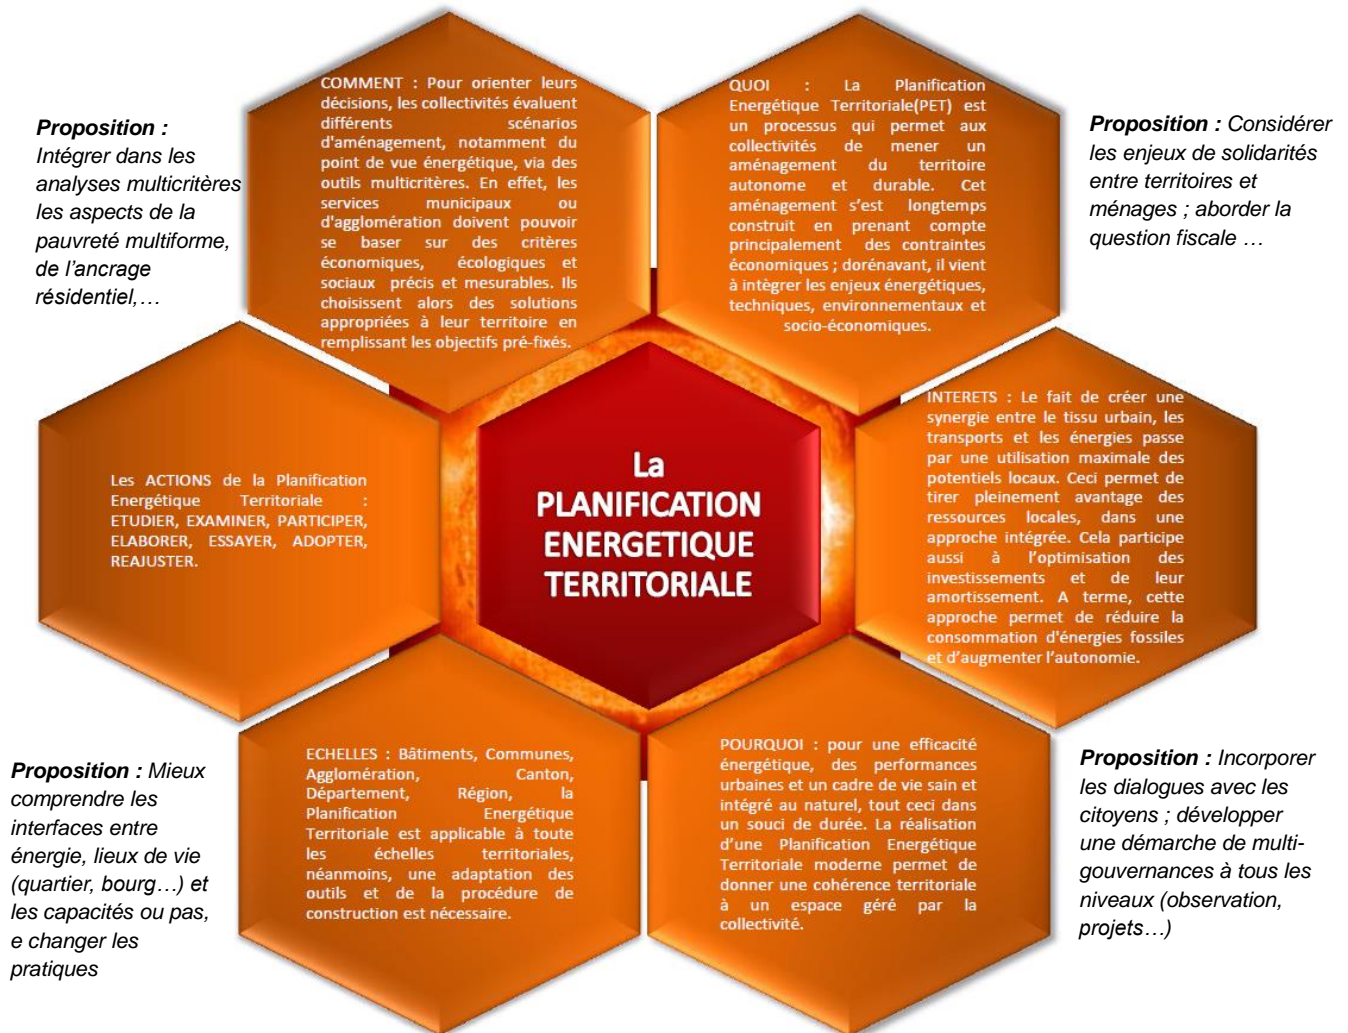 COMMENT : Pour orienter leurs
décisions, les collectivités évaluent
différents scénarios
d'aménagement, notamment du
point de vue énergétique, via des
outils multicritères. En effet, les
services municipaux ou
d'agglomération doivent pouvoir
se baser sur des critères
économiques, écologiques et
sociaux précis et mesurables. Ils
choisissent alors des solutions
appropriées à leur territoire en
remplissant les objectifs pré-fixés.
QUOI : La Planification
Energétique Territoriale(PET) est
un processus qui permet aux
collectivités de mener un
aménagement du territoire
autonome et durable. Cet
aménagement s'est longtemps
construit en prenant compte
principalement des contraintes
économiques ; dorénavant, il vient
à intègrer les enjeux énergétiques,
techniques, environnementaux et
socio-économiques.
Proposition :
Intégrer dans les
analyses multicritères
les aspects de la
pauvreté multiforme,
de l'ancrage
résidentiel,…
Proposition : Considérer
les enjeux de solidarités
entre territoires et
ménages ; aborder la
question fiscale …
Les ACTIONS de la Planification
Energétique Territoriale :
ETUDIER, EXAMINER, PARTICIPER,
ELABORER, ESSAYER, ADOPTER,
REAJUSTER.
La
PLANIFICATION
ENERGETIQUE
TERRITORIALE
INTERETS : Le fait de créer une
synergie entre le tissu urbain, les
transports et les énergies passe
par une utilisation maximale des
potentiels locaux. Ceci permet de
tirer pleinement avantage des
ressources locales, dans une
approche intégrée. Cela participe
aussi à l'optimisation des
investissements et de leur
amortissement. A terme, cette
approche permet de réduire la
consommation d'énergies fossiles
et d'augmenter l'autonomie.
ECHELLES : Bâtiments, Communes,
Agglomération, Canton,
Département, Région, la
Planification Energétique
Territoriale est applicable à toute
les échelles territoriales,
néanmoins, une adaptation des
outils et de la procédure de
construction est nécessaire.
POURQUOI : pour une efficacité
énergétique, des performances
urbaines et un cadre de vie sain et
intégré au naturel, tout ceci dans
un souci de durée. La réalisation
d'une Planification Energétique
Territoriale moderne permet de
donner une cohérence territoriale
à un espace géré par la
collectivité.
Proposition : Mieux
comprendre les
interfaces entre
énergie, lieux de vie
(quartier, bourg…) et
les capacités ou pas,
e changer les
pratiques
Proposition : Incorporer
les dialogues avec les
citoyens ; développer
une démarche de multi-
gouvernances à tous les
niveaux (observation,
projets…)